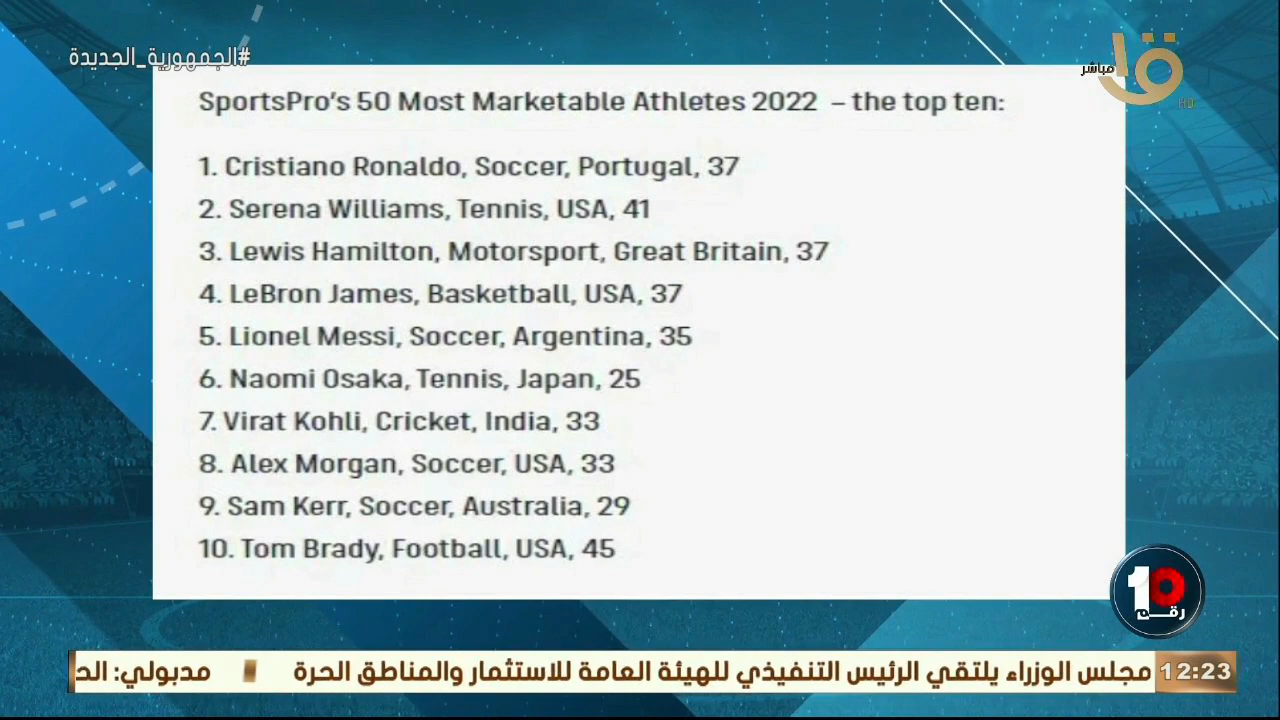 #الجمهورية_الجديدة
مباشر
HD
SportsPro's 50 Most Marketable Athletes 2022 – the top ten:
1. Cristiano Ronaldo, Soccer, Portugal, 37
2. Serena Williams, Tennis, USA, 41
3. Lewis Hamilton, Motorsport, Great Britain, 37
4. LeBron James, Basketball, USA, 37
5. Lionel Messi, Soccer, Argentina, 35
6. Naomi Osaka, Tennis, Japan, 25
7. Virat Kohli, Cricket, India, 33
8. Alex Morgan, Soccer, USA, 33
9. Sam Kerr, Soccer, Australia, 29
10. Tom Brady, Football, USA, 45
10
رقم
12:23 مجلس الوزراء يلتقي الرئيس التنفيذي للهيئة العامة للاستثمار والمناطق الحرة مدبولي: الد